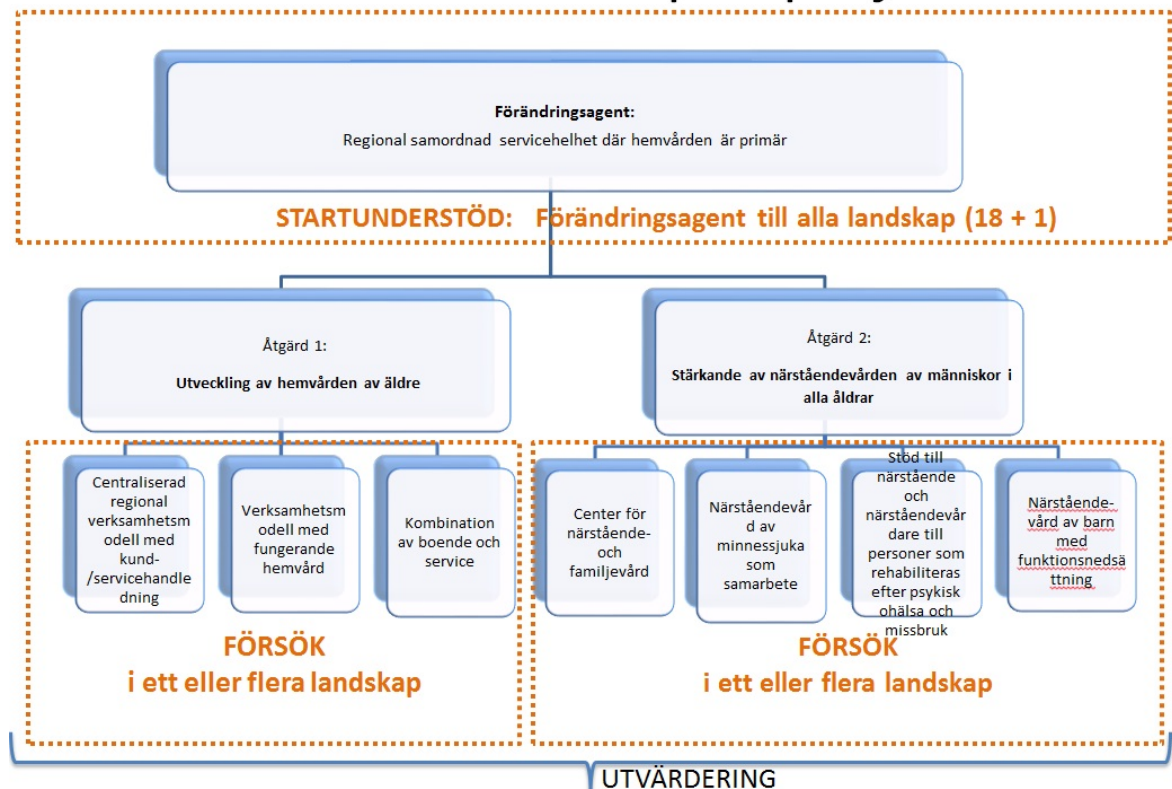 Förändringsagent:
Regional samordnad servicehelhet där hemvården är primär
STARTUNDERSTÖD: Förändringsagent till alla landskap (18 + 1)
Åtgärd 1:
Utveckling av hemvården av äldre
Åtgärd 2:
Stärkande av närståendevården av människor i
alla åldrar
Centraliserad
regional
verksamhetsm
odell med
kund-
/servicehandle
dning
Verksamhetsm
odell med
fungerande
hemvård
Kombination
av boende och
service
Center för
närstående-
och
familjevård
Närståendevår
d av
minnessjuka
som
samarbete
Stöd till
närstående
och
närståendevår
dare till
personer som
rehabiliteras
efter psykisk
ohälsa och
missbruk
Närstående-
vård av barn
med
funktionsnedsä
ttning
FÖRSÖK
i ett eller flera landskap
FÖRSÖK
i ett eller flera landskap
UTVÄRDERING